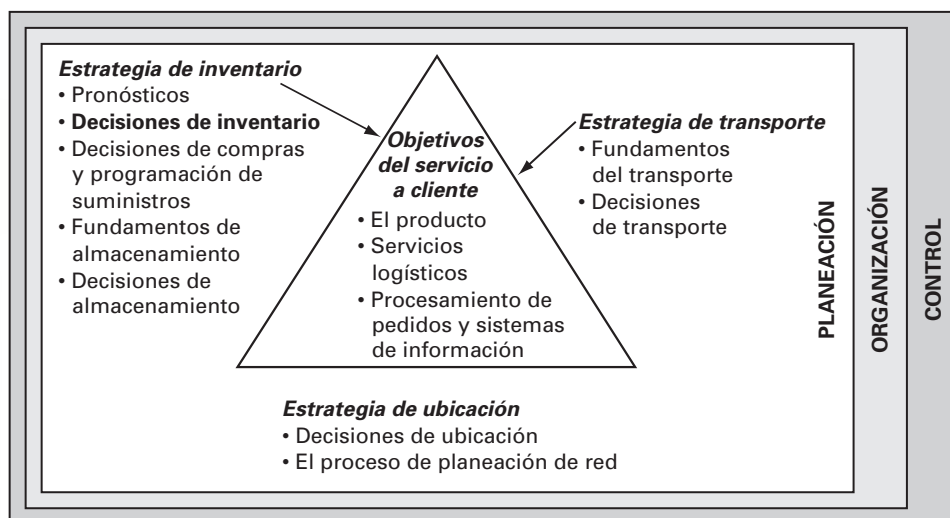 Estrategia de inventario
• Pronósticos
• Decisiones de inventario
• Decisiones de compras
y programación de
suministros
• Fundamentos de
almacenamiento
• Decisiones de
almacenamiento
Objetivos
del servicio
a cliente
• El producto
• Servicios
logísticos
• Procesamiento de
pedidos y sistemas
de información
Estrategia de transporte
• Fundamentos
del transporte
• Decisiones
de transporte
Estrategia de ubicación
• Decisiones de ubicación
• El proceso de planeación de red
PLANEACIÓN
ORGANIZACIÓN
CONTROL